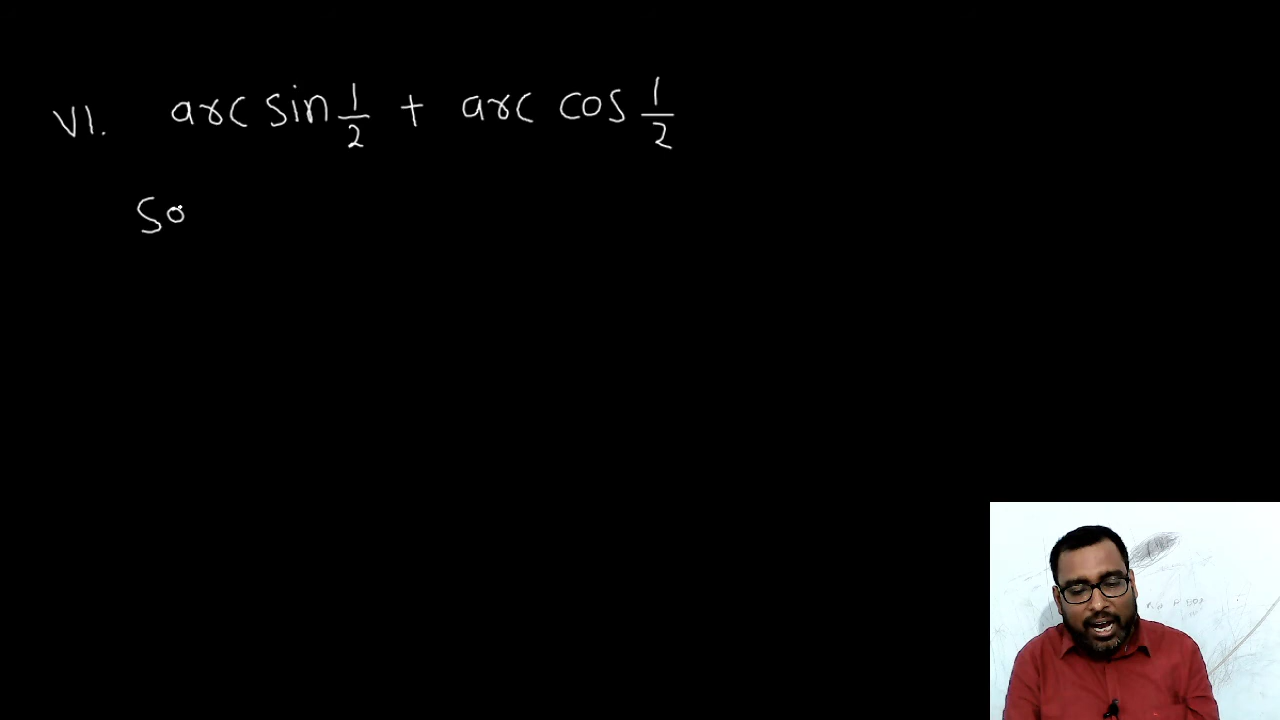 VI. arc sin 1/2 + arc cos 1/2
So